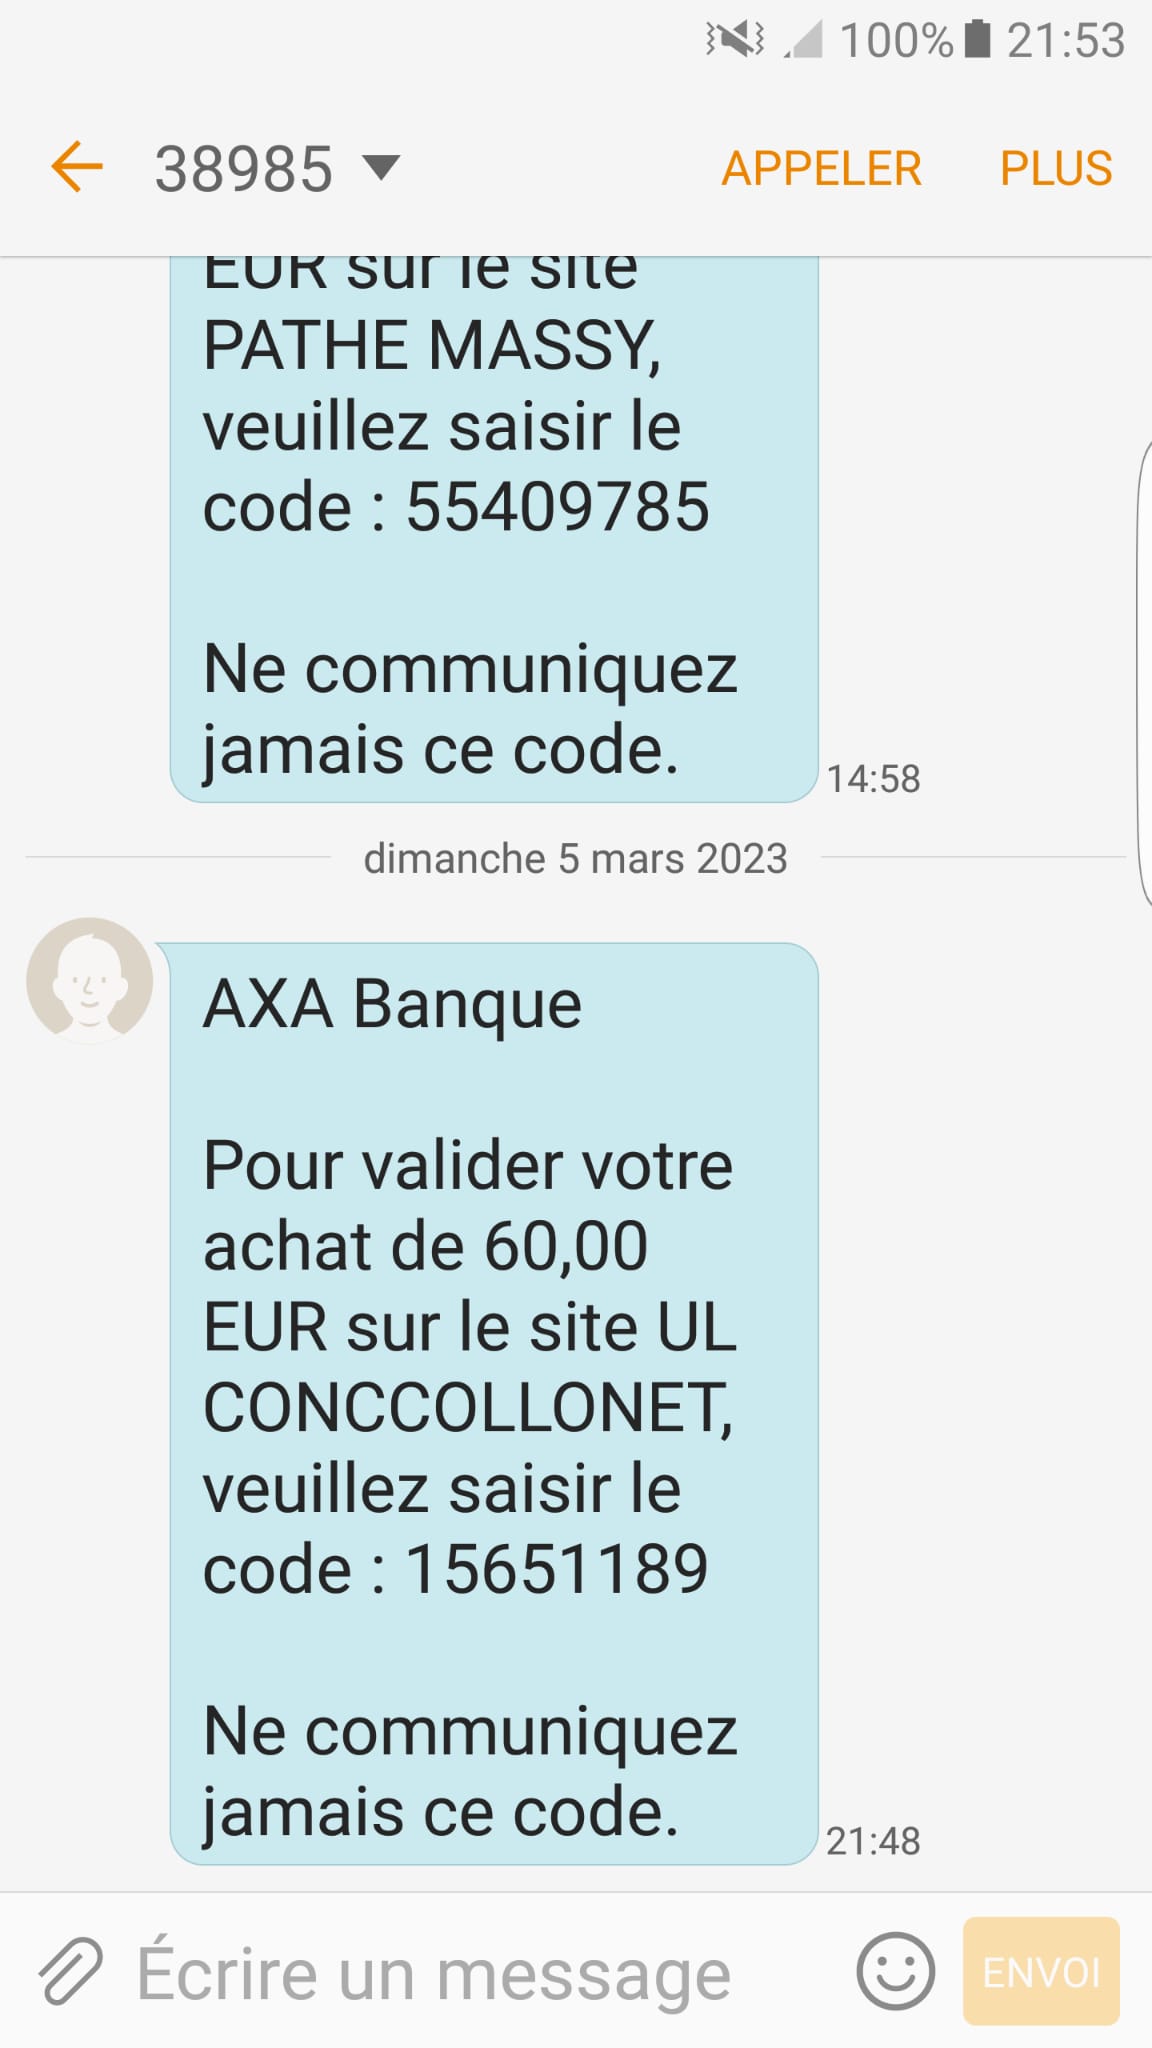 100% 21:53
38985 APPELER PLUS
EUR sur le site
PATHE MASSY,
veuillez saisir le
code : 55409785
Ne communiquez
jamais ce code.
14:58
dimanche 5 mars 2023
AXA Banque
Pour valider votre
achat de 60,00
EUR sur le site UL
CONCCOLLONET,
veuillez saisir le
code : 15651189
Ne communiquez
jamais ce code.
21:48
Écrire un message ENVOI